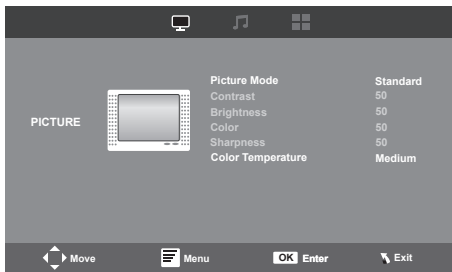 PICTURE
Picture Mode Standard
Contrast 50
Brightness 50
Color 50
Sharpness 50
Color Temperature Medium
Move Menu OK Enter Exit